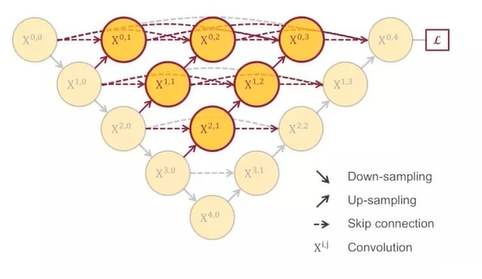 X^0,0 X^0,1 X^0,2 X^0,3 X^0,4 ℒ
X^1,0 X^1,1 X^1,2 X^1,3
X^2,0 X^2,1 X^2,2
X^3,0 X^3,1
X^4,0
Down-sampling
Up-sampling
Skip connection
X^i,j Convolution